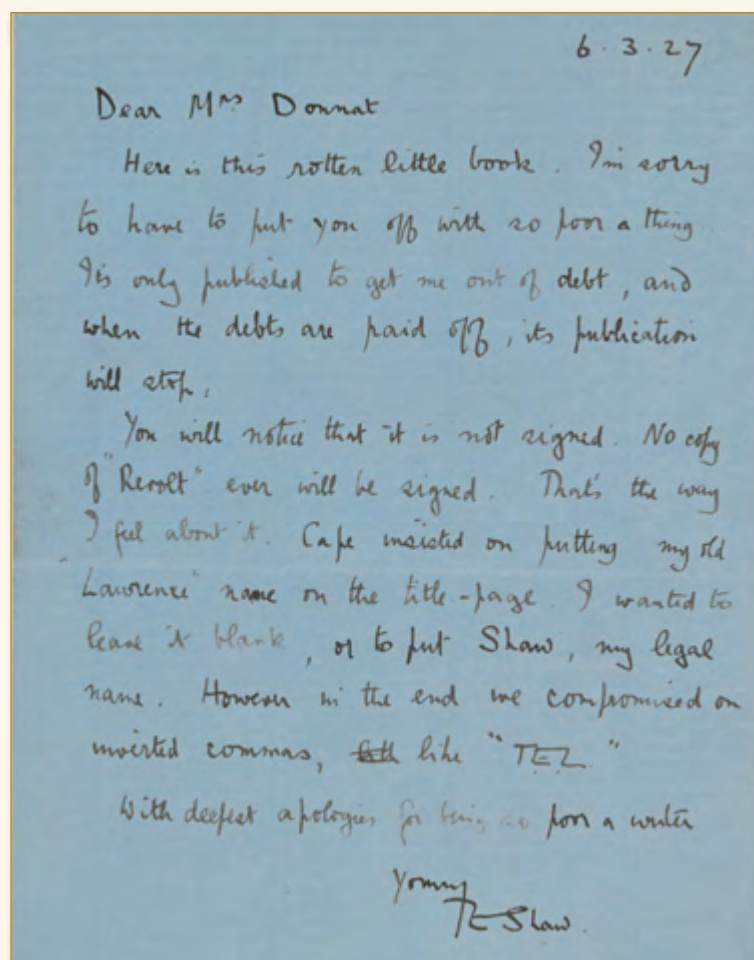 6.3.27
Dear Mrs Donnat
Here is this rotten little book. I'm sorry
to have to put you off with so poor a thing.
Its only published to get me out of debt, and
when the debts are paid off, its publication
will stop.
You will notice that it is not signed. No copy
of "Revolt" ever will be signed. That's the way
I feel about it. Cape insisted on putting my old
"Lawrence" name on the title-page. I wanted to
leave it blank, or to put Shaw, my legal
name. However in the end we compromised on
inverted commas, like "T.E.L."
With deepest apologies for being so poor a writer
Yours
T E Shaw.